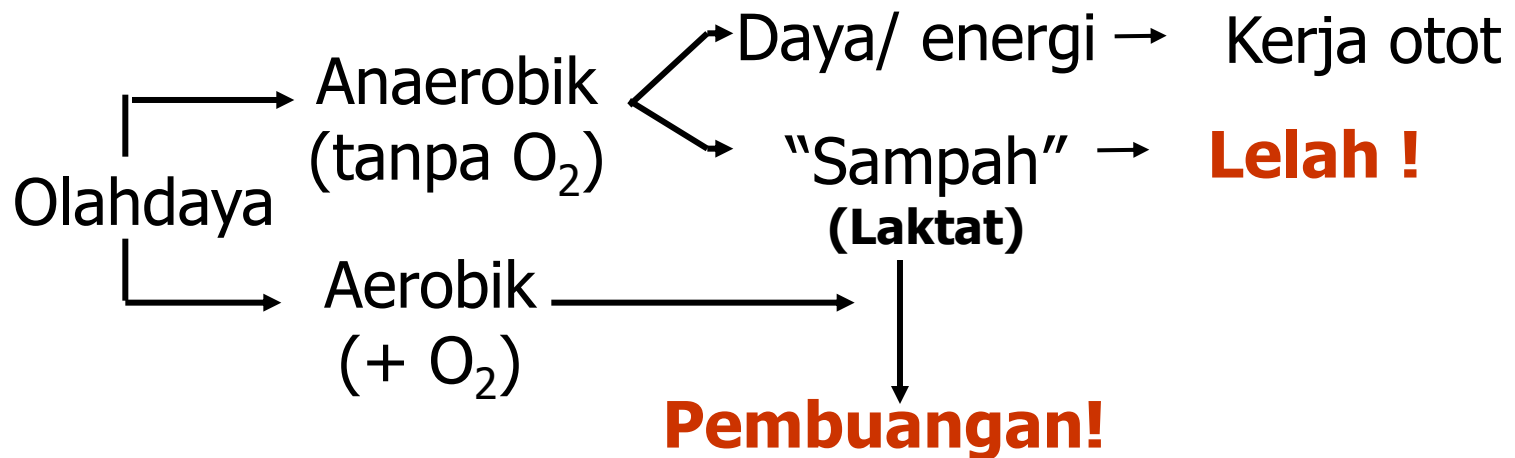 Daya/ energi
Kerja otot
Anaerobik
(tanpa O₂)
“Sampah”
(Laktat)
Lelah !
Olahdaya
Aerobik
(+ O₂)
Pembuangan!